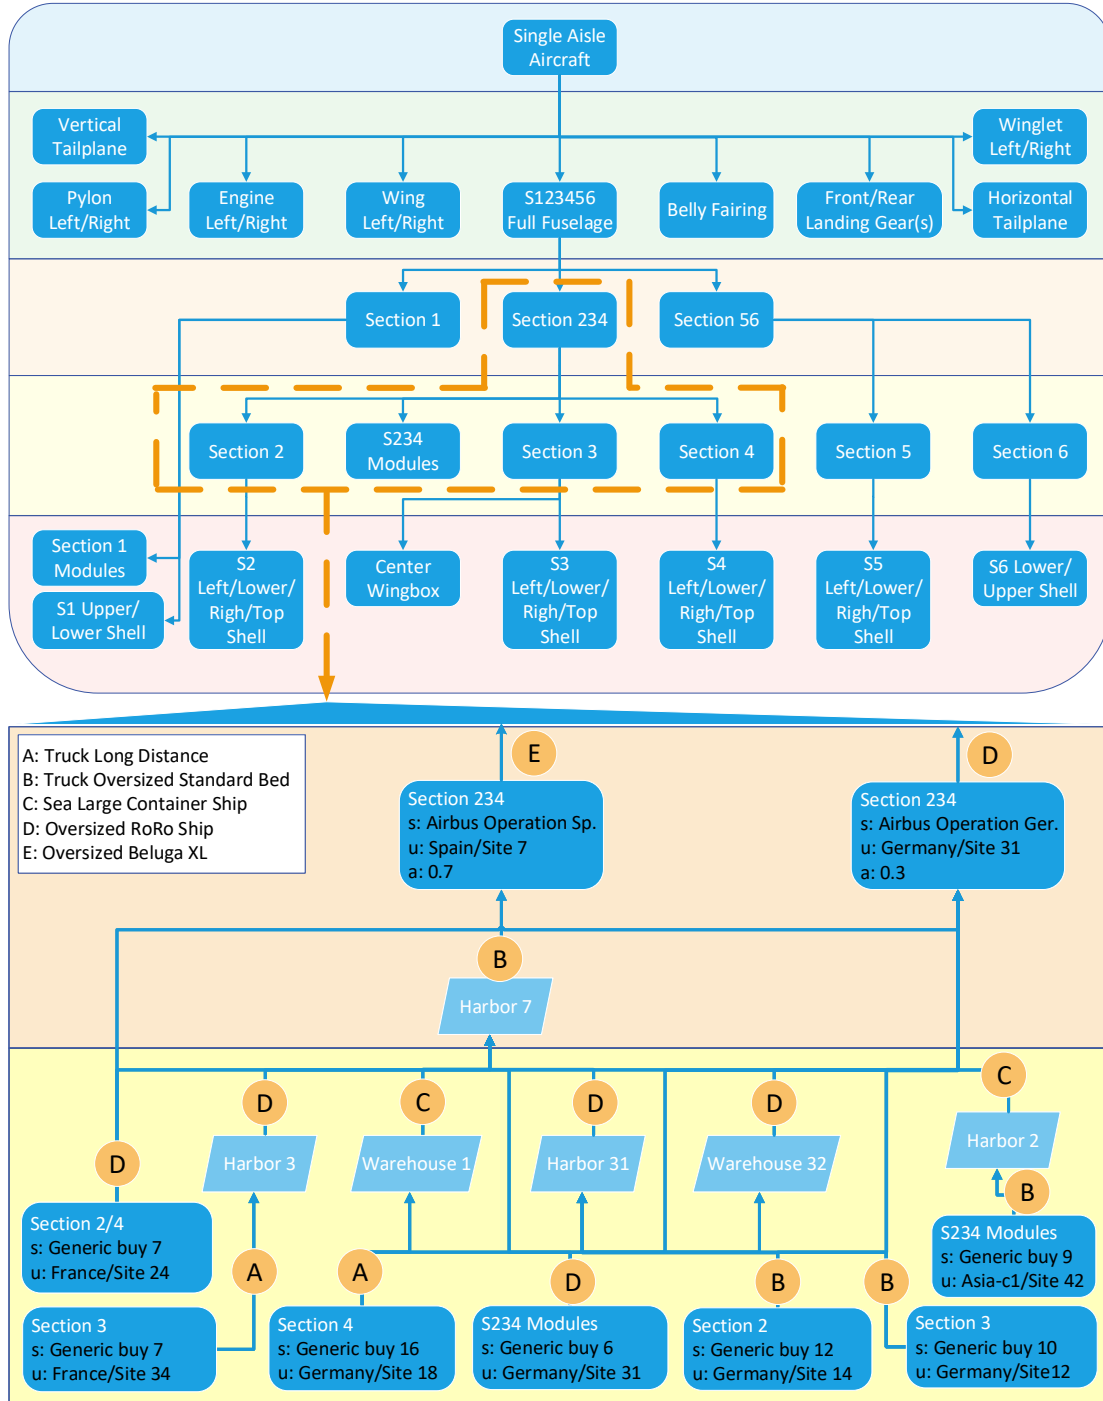 Single Aisle
Aircraft
Vertical
Tailplane
Winglet
Left/Right
Pylon
Left/Right
Engine
Left/Right
Wing
Left/Right
S123456
Full Fuselage
Belly Fairing
Front/Rear
Landing Gear(s)
Horizontal
Tailplane
Section 1
Section 234
Section 56
Section 2
S234
Modules
Section 3
Section 4
Section 5
Section 6
Section 1
Modules
S1 Upper/
Lower Shell
S2
Left/Lower/
Righ/Top
Shell
Center
Wingbox
S3
Left/Lower/
Righ/Top
Shell
S4
Left/Lower/
Righ/Top
Shell
S5
Left/Lower/
Righ/Top
Shell
S6 Lower/
Upper Shell
A: Truck Long Distance
B: Truck Oversized Standard Bed
C: Sea Large Container Ship
D: Oversized RoRo Ship
E: Oversized Beluga XL
E
D
Section 234
s: Airbus Operation Sp.
u: Spain/Site 7
a: 0.7
Section 234
s: Airbus Operation Ger.
u: Germany/Site 31
a: 0.3
B
Harbor 7
D
C
D
D
C
Harbor 3
Warehouse 1
Harbor 31
Warehouse 32
Harbor 2
D
B
Section 2/4
s: Generic buy 7
u: France/Site 24
S234 Modules
s: Generic buy 9
u: Asia-c1/Site 42
A
A
D
B
B
Section 3
s: Generic buy 7
u: France/Site 34
Section 4
s: Generic buy 16
u: Germany/Site 18
S234 Modules
s: Generic buy 6
u: Germany/Site 31
Section 2
s: Generic buy 12
u: Germany/Site 14
Section 3
s: Generic buy 10
u: Germany/Site12